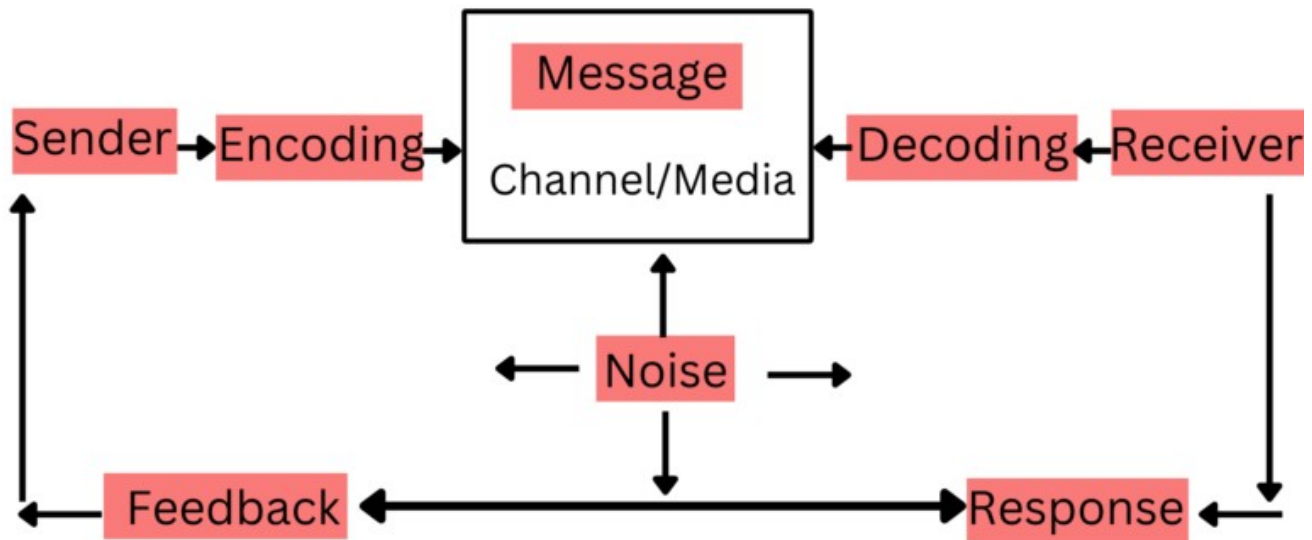 Message
Sender
Encoding
Channel/Media
Decoding
Receiver
Noise
Feedback
Response